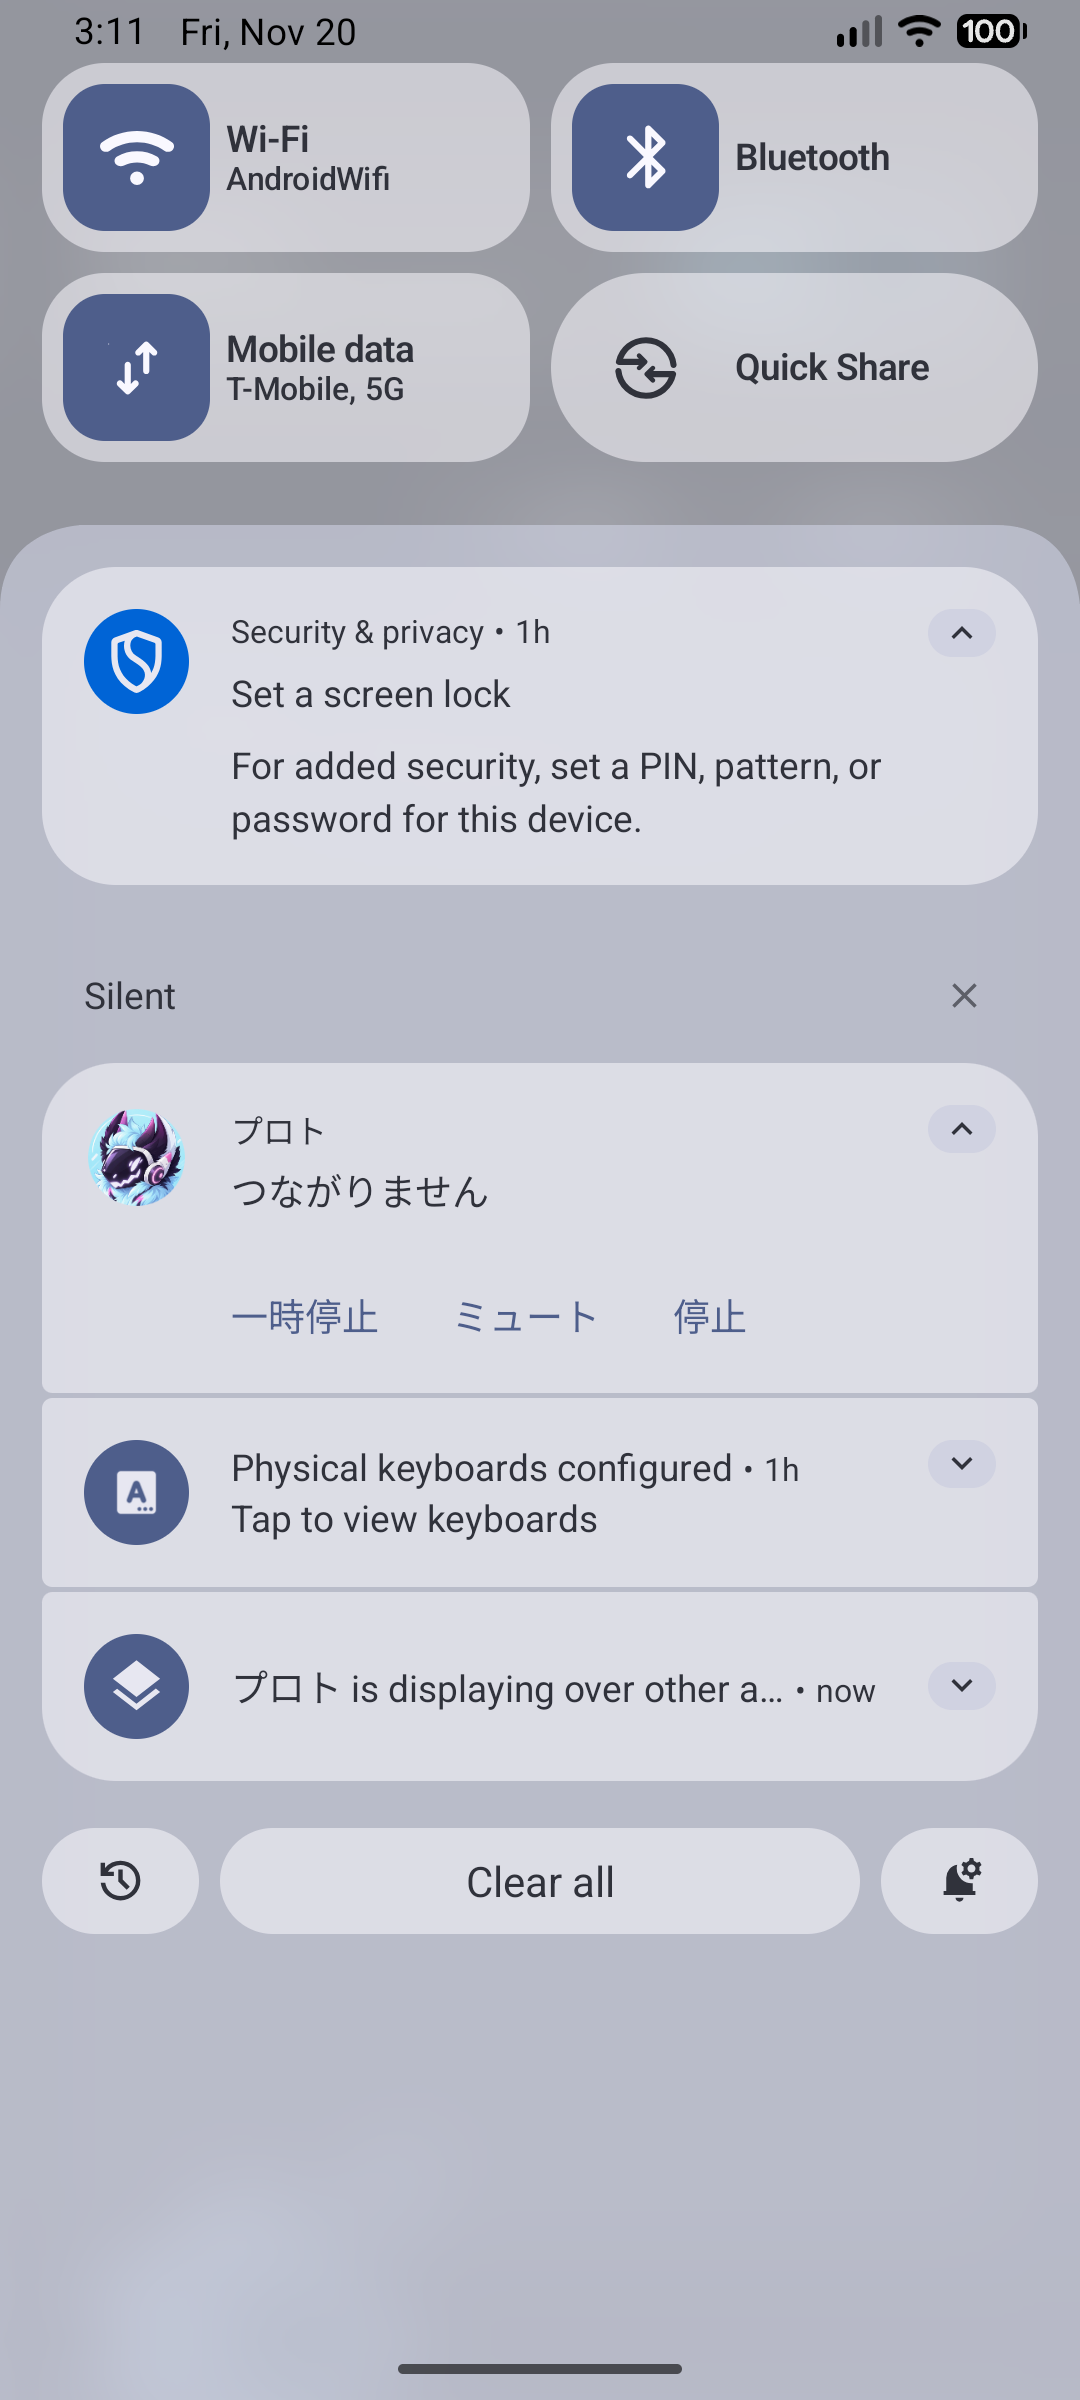 3:11 Fri, Nov 20 100
Wi-Fi
AndroidWifi
Bluetooth
Mobile data
T-Mobile, 5G
Quick Share
Security & privacy • 1h
Set a screen lock
For added security, set a PIN, pattern, or
password for this device.
Silent
プロト
つながりません
一時停止 ミュート 停止
Physical keyboards configured • 1h
Tap to view keyboards
プロト is displaying over other a… • now
Clear all